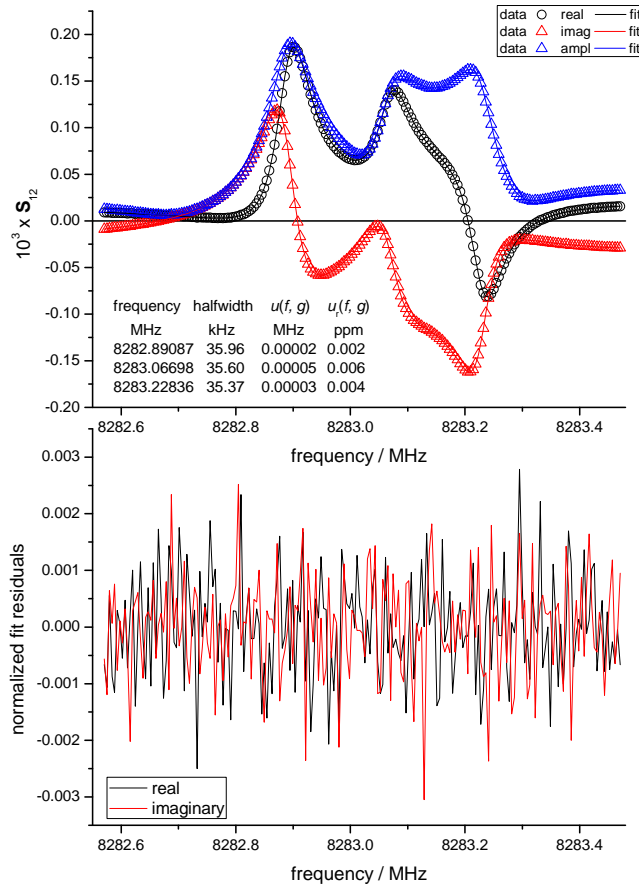 data real fit
data imag fit
data ampl fit
0.20
0.15
0.10
0.05
0.00
-0.05
-0.10
-0.15
-0.20
10³ x S₁₂
frequency halfwidth u(f, g) uᵣ(f, g)
MHz kHz MHz ppm
8282.89087 35.96 0.00002 0.002
8283.06698 35.60 0.00005 0.006
8283.22836 35.37 0.00003 0.004
8282.6 8282.8 8283.0 8283.2 8283.4
frequency / MHz
0.003
0.002
0.001
0.000
-0.001
-0.002
-0.003
normalized fit residuals
real
imaginary
8282.6 8282.8 8283.0 8283.2 8283.4
frequency / MHz